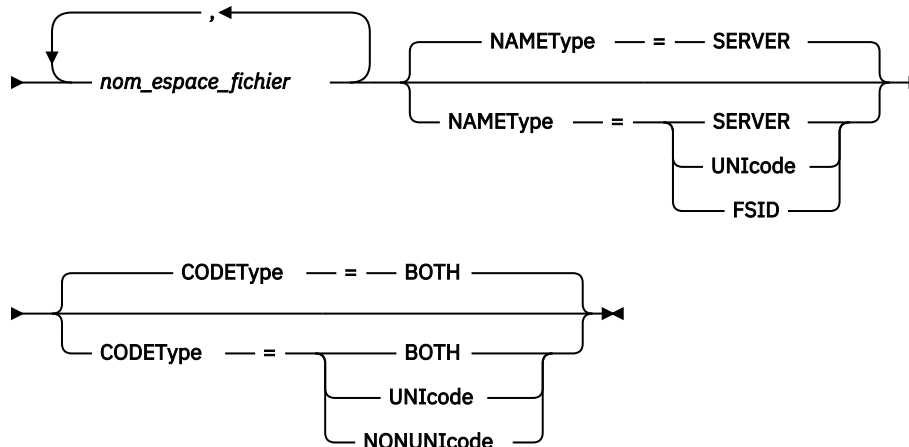 ,
NAMEType = SERVER
nom_espace_fichier
NAMEType = SERVER
UNIcode
FSID
CODEType = BOTH
CODEType = BOTH
UNIcode
NONUNIcode